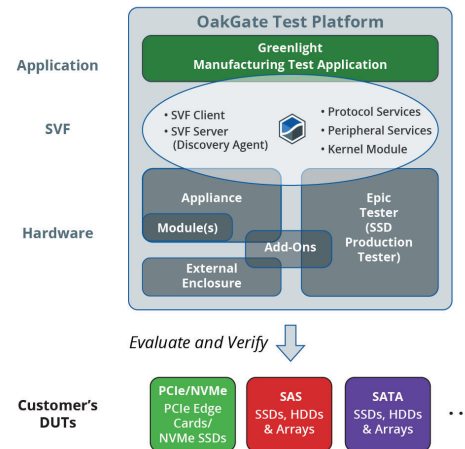 OakGate Test Platform
Application
Greenlight
Manufacturing Test Application
SVF
• SVF Client
• SVF Server
(Discovery Agent)
• Protocol Services
• Peripheral Services
• Kernel Module
Hardware
Appliance
Module(s)
Add-Ons
External
Enclosure
Epic
Tester
(SSD
Production
Tester)
Evaluate and Verify
Customer's
DUTs
PCIe/NVMe
PCIe Edge
Cards/
NVMe SSDs
SAS
SSDs, HDDs
& Arrays
SATA
SSDs, HDDs
& Arrays
• •